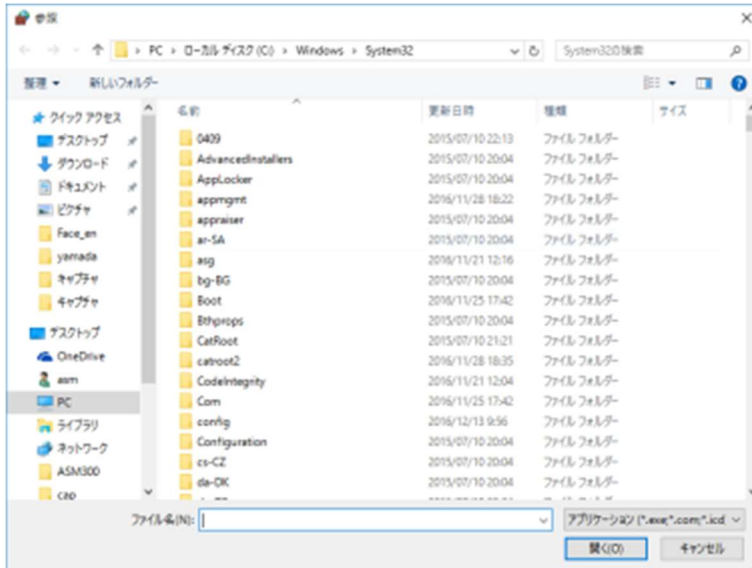 参照
PC › ローカル ディスク (C:) › Windows › System32
System32の検索
整理 新しいフォルダー
名前 更新日時 種類 サイズ
クイック アクセス
デスクトップ
ダウンロード
ドキュメント
ピクチャ
Face_en
yamada
キャプチャ
キャプチャ
デスクトップ
OneDrive
asm
PC
ライブラリ
ネットワーク
ASM300
cap
0409 2015/07/10 22:13 ファイル フォルダー
AdvancedInstallers 2015/07/10 20:04 ファイル フォルダー
AppLocker 2015/07/10 20:04 ファイル フォルダー
appmgmt 2016/11/28 18:22 ファイル フォルダー
appraiser 2015/07/10 20:04 ファイル フォルダー
ar-SA 2015/07/10 20:04 ファイル フォルダー
asg 2016/11/21 12:16 ファイル フォルダー
bg-BG 2015/07/10 20:04 ファイル フォルダー
Boot 2016/11/25 17:42 ファイル フォルダー
Bthprops 2015/07/10 20:04 ファイル フォルダー
CatRoot 2015/07/10 21:21 ファイル フォルダー
catroot2 2016/11/28 18:35 ファイル フォルダー
CodeIntegrity 2016/11/21 12:04 ファイル フォルダー
Com 2016/11/25 17:42 ファイル フォルダー
config 2016/12/13 9:56 ファイル フォルダー
Configuration 2015/07/10 20:04 ファイル フォルダー
cs-CZ 2015/07/10 20:04 ファイル フォルダー
da-DK 2015/07/10 20:04 ファイル フォルダー
ファイル名(N): アプリケーション (*.exe;*.com;*.icd
開く(O) キャンセル